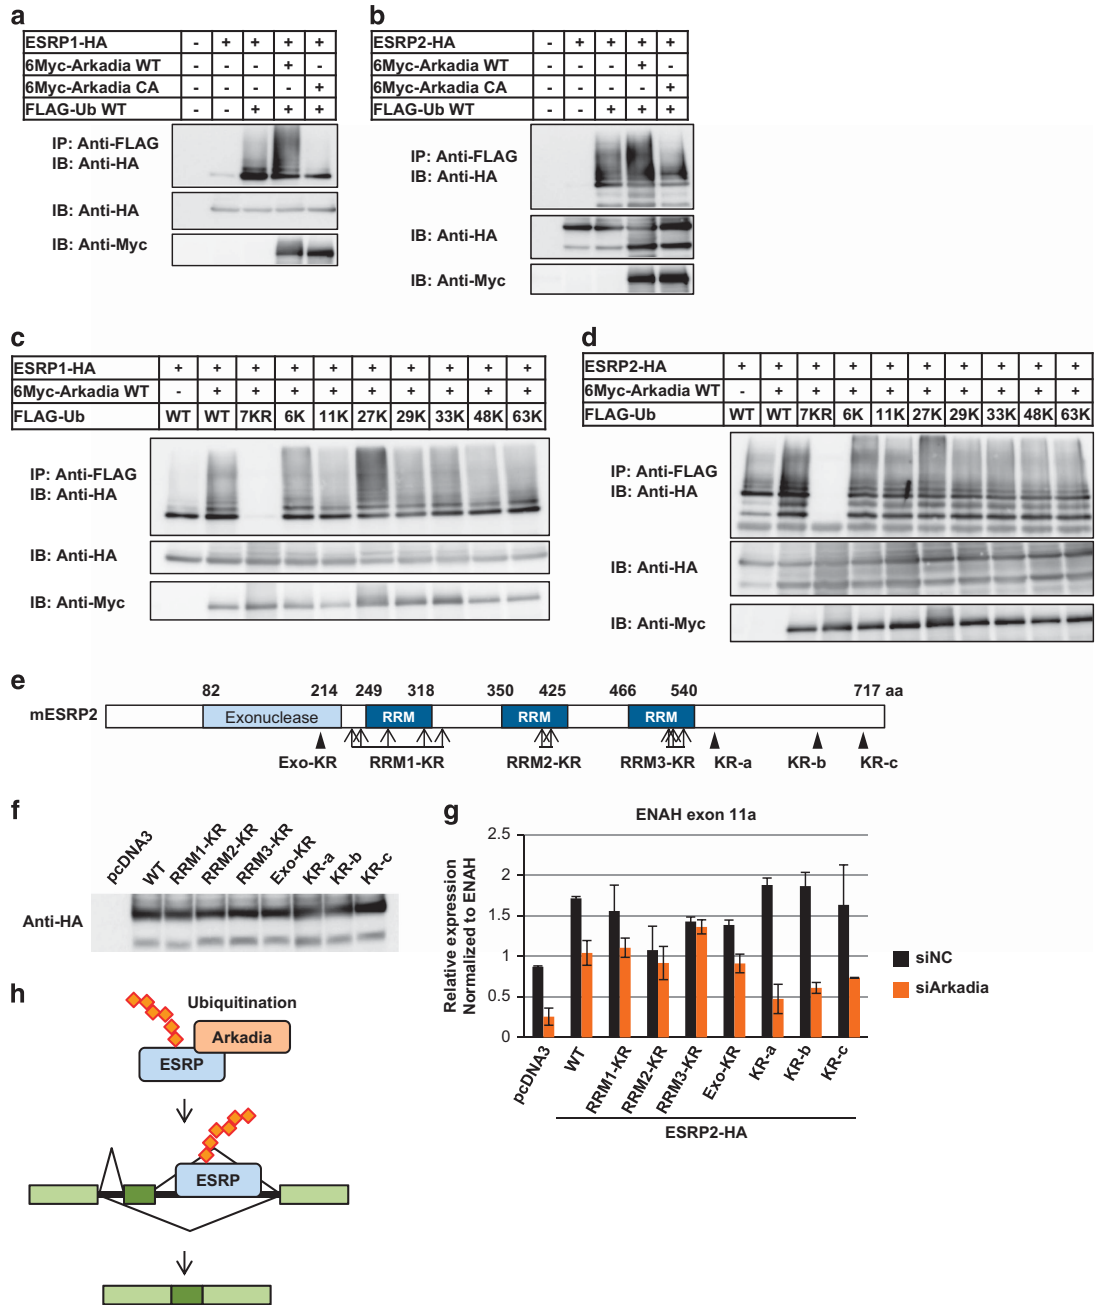 a
ESRP1-HA - + + + +
6Myc-Arkadia WT - - - + -
6Myc-Arkadia CA - - - - +
FLAG-Ub WT - - + + +
IP: Anti-FLAG
IB: Anti-HA
IB: Anti-HA
IB: Anti-Myc
b
ESRP2-HA - + + + +
6Myc-Arkadia WT - - - + -
6Myc-Arkadia CA - - - - +
FLAG-Ub WT - - + + +
IP: Anti-FLAG
IB: Anti-HA
IB: Anti-HA
IB: Anti-Myc
c
ESRP1-HA + + + + + + + + + +
6Myc-Arkadia WT - + + + + + + + + +
FLAG-Ub WT WT 7KR 6K 11K 27K 29K 33K 48K 63K
IP: Anti-FLAG
IB: Anti-HA
IB: Anti-HA
IB: Anti-Myc
d
ESRP2-HA + + + + + + + + + +
6Myc-Arkadia WT - + + + + + + + + +
FLAG-Ub WT WT 7KR 6K 11K 27K 29K 33K 48K 63K
IP: Anti-FLAG
IB: Anti-HA
IB: Anti-HA
IB: Anti-Myc
e
82 214 249 318 350 425 466 540 717 aa
mESRP2 Exonuclease RRM RRM RRM
Exo-KR RRM1-KR RRM2-KR RRM3-KR KR-a KR-b KR-c
f
pcDNA3 WT RRM1-KR RRM2-KR RRM3-KR Exo-KR KR-a KR-b KR-c
Anti-HA
g
ENAH exon 11a
Relative expression
Normalized to ENAH
2.5
2
1.5
1
0.5
0
pcDNA3 WT RRM1-KR RRM2-KR RRM3-KR Exo-KR KR-a KR-b KR-c
ESRP2-HA
siNC
siArkadia
h
Ubiquitination
Arkadia
ESRP
ESRP